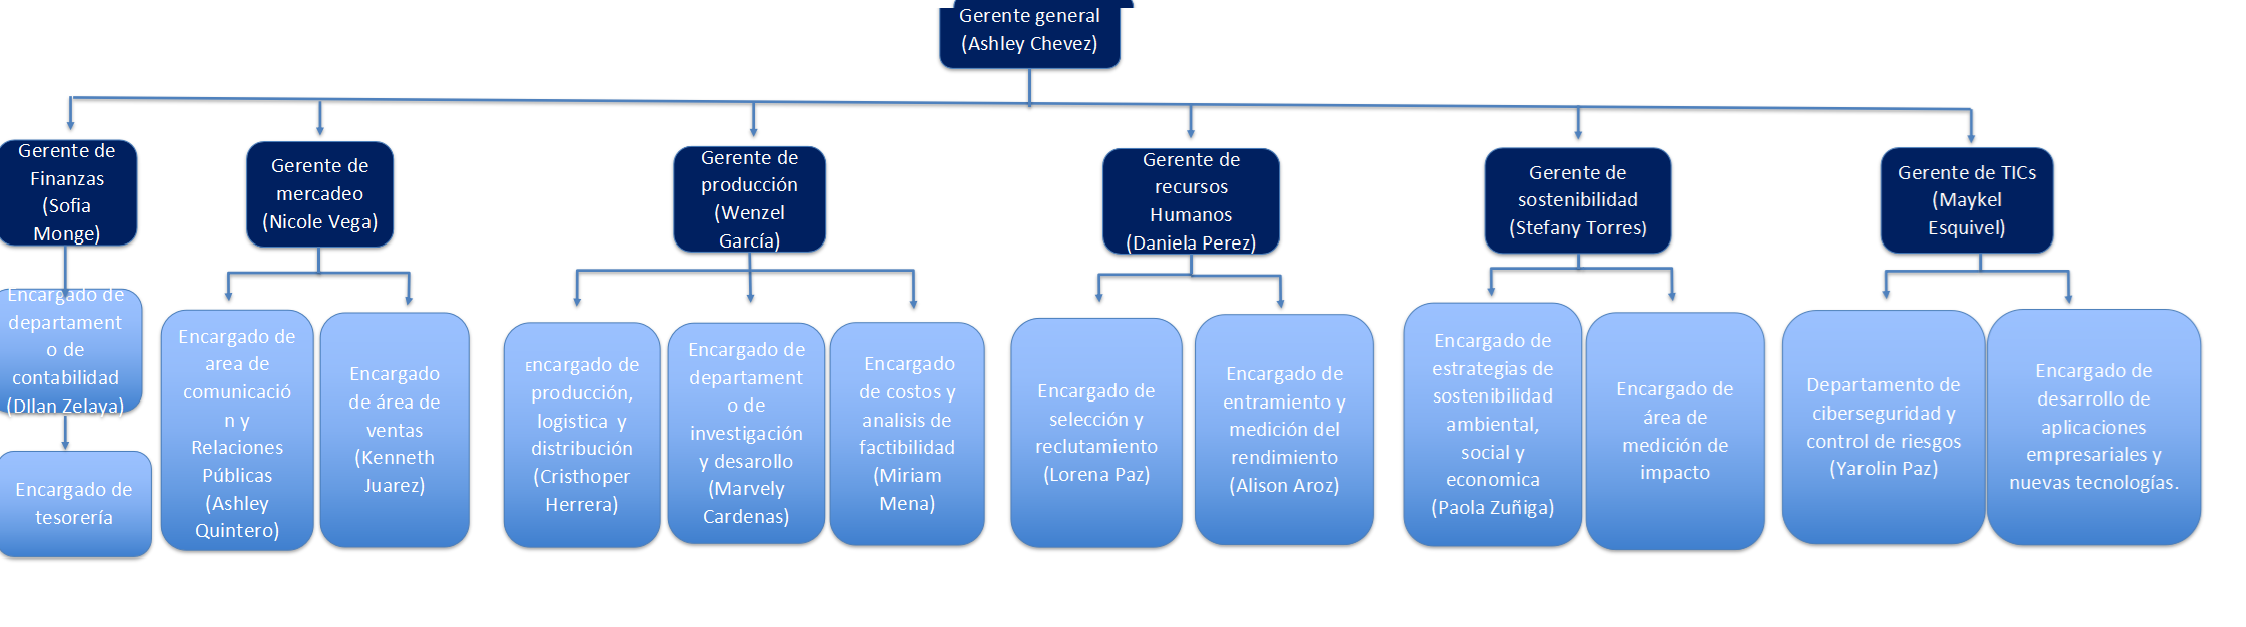 Gerente general
(Ashley Chevez)
Gerente de
Finanzas
(Sofia
Monge)
Gerente de
mercadeo
(Nicole Vega)
Gerente de
producción
(Wenzel
García)
Gerente de
recursos
Humanos
(Daniela Perez)
Gerente de
sostenibilidad
(Stefany Torres)
Gerente de TICs
(Maykel
Esquivel)
Encargado de
departament
o de
contabilidad
(DIlan Zelaya)
Encargado de
tesorería
Encargado de
area de
comunicació
n y
Relaciones
Públicas
(Ashley
Quintero)
Encargado
de área de
ventas
(Kenneth
Juarez)
Encargado de
producción,
logistica y
distribución
(Cristhoper
Herrera)
Encargado de
departament
o de
investigación
y desarollo
(Marvely
Cardenas)
Encargado
de costos y
analisis de
factibilidad
(Miriam
Mena)
Encargado de
selección y
reclutamiento
(Lorena Paz)
Encargado de
entramiento y
medición del
rendimiento
(Alison Aroz)
Encargado de
estrategias de
sostenibilidad
ambiental,
social y
economica
(Paola Zuñiga)
Encargado de
área de
medición de
impacto
Departamento de
ciberseguridad y
control de riesgos
(Yarolin Paz)
Encargado de
desarrollo de
aplicaciones
empresariales y
nuevas tecnologías.